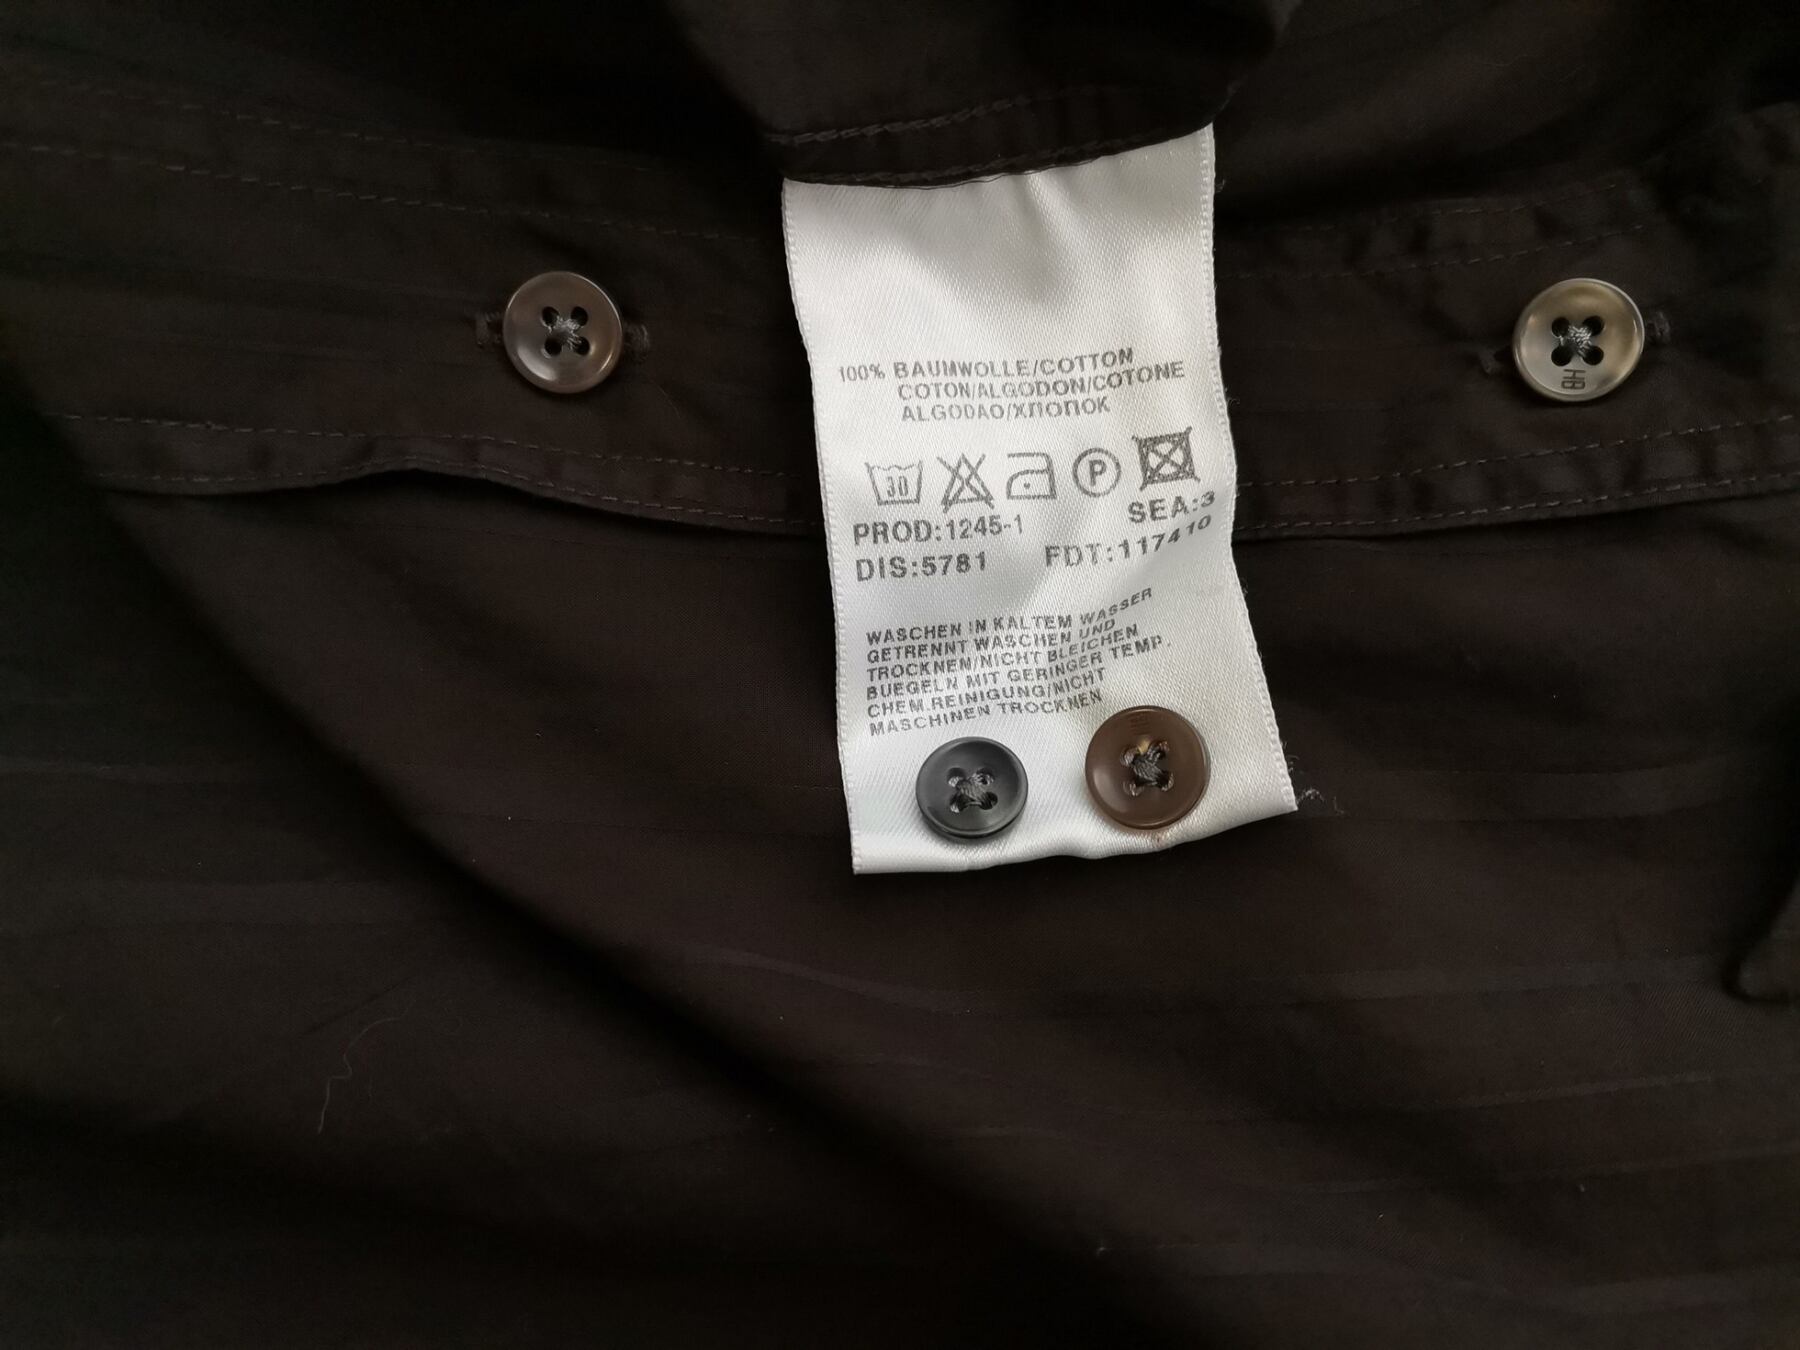 100% BAUMWOLLE/COTTON
COTON/ALGODON/COTONE
ALGODAO/ХЛОПОК
30 P
PROD:1245-1 SEA:3
DIS:5781 FDT:117410
WASCHEN IN KALTEM WASSER
GETRENNT WASCHEN UND
TROCKNEN/NICHT BLEICHEN
BUEGELN MIT GERINGER TEMP.
CHEM.REINIGUNG/NICHT
MASCHINEN TROCKNEN
HB